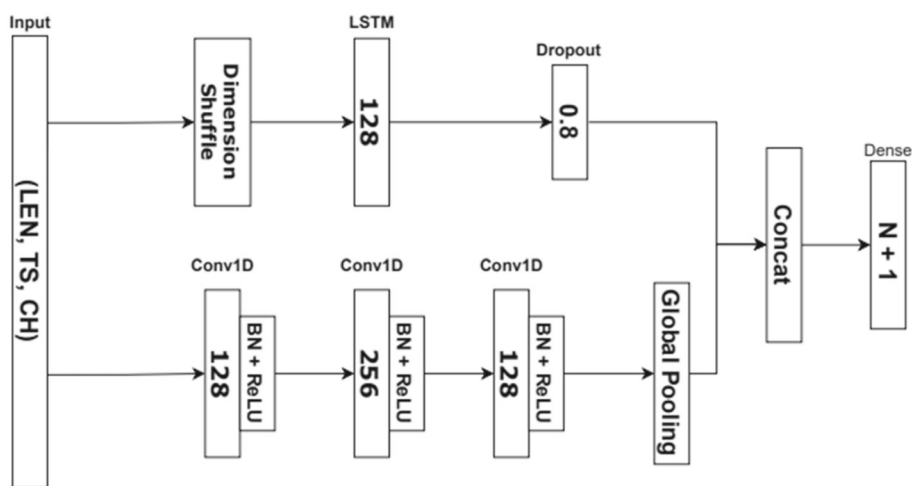 Input
(LEN, TS, CH)
Dimension
Shuffle
LSTM
128
Dropout
0.8
Conv1D
128
BN + ReLU
Conv1D
256
BN + ReLU
Conv1D
128
BN + ReLU
Global Pooling
Concat
Dense
N + 1